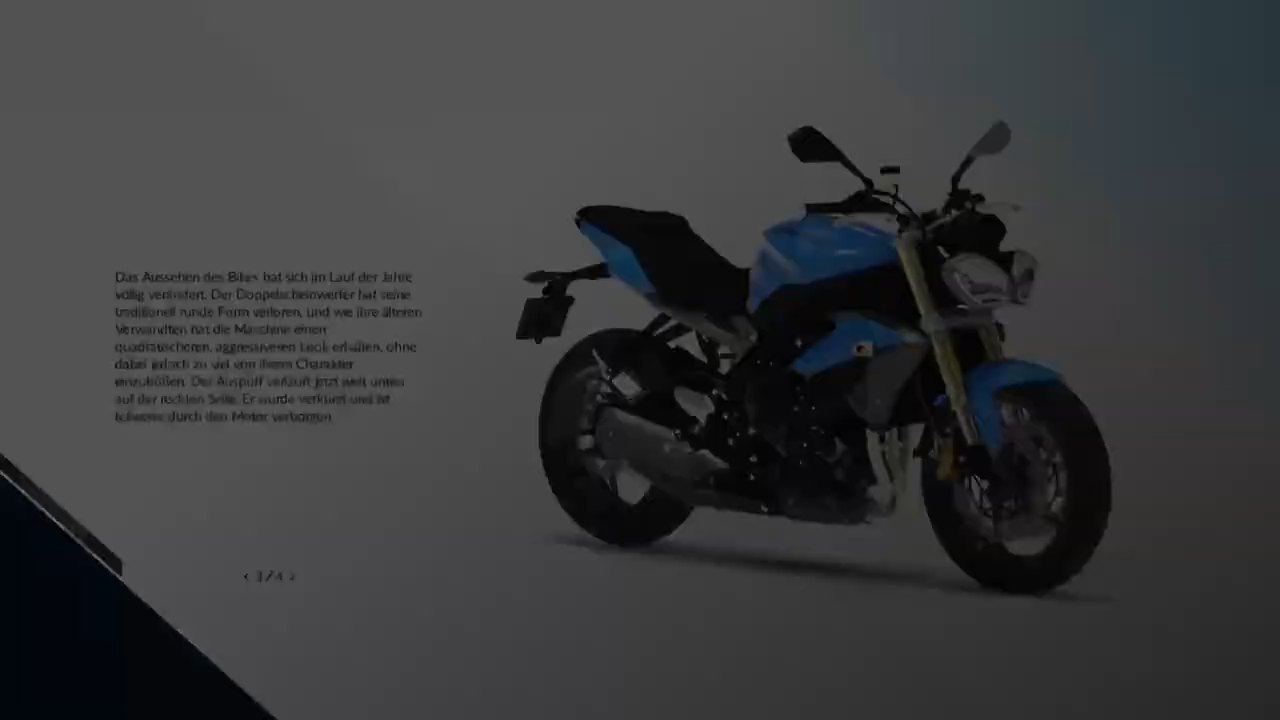 Das Aussehen des Bikes hat sich im Lauf der Jahre
völlig verändert. Der Doppelscheinwerfer hat seine
traditionell runde Form verloren, und wie ihre älteren
Verwandten hat die Maschine einen
quadratischeren, aggressiveren Look erhalten, ohne
dabei jedoch zu viel von ihrem Charakter
einzubüßen. Der Auspuff verläuft jetzt weit unten
auf der rechten Seite. Er wurde verkürzt und ist
teilweise durch den Motor verborgen.
< 3 / 4 >